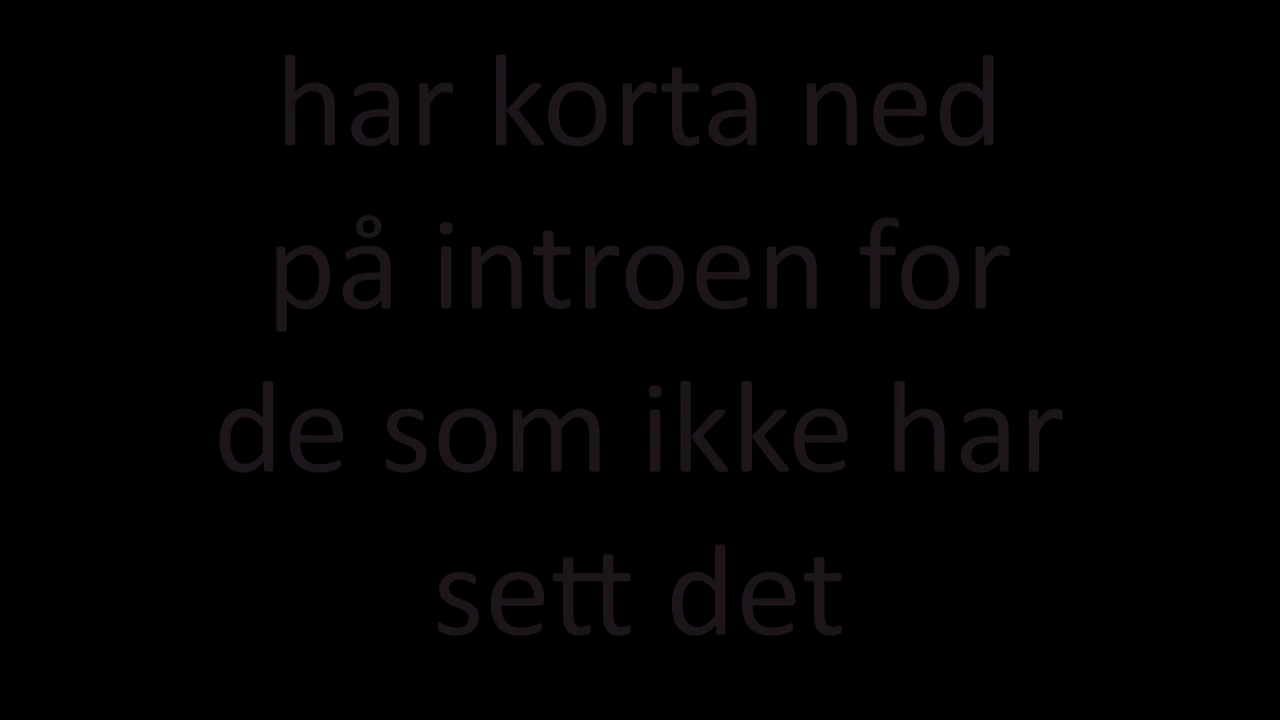 har korta ned
på introen for
de som ikke har
sett det